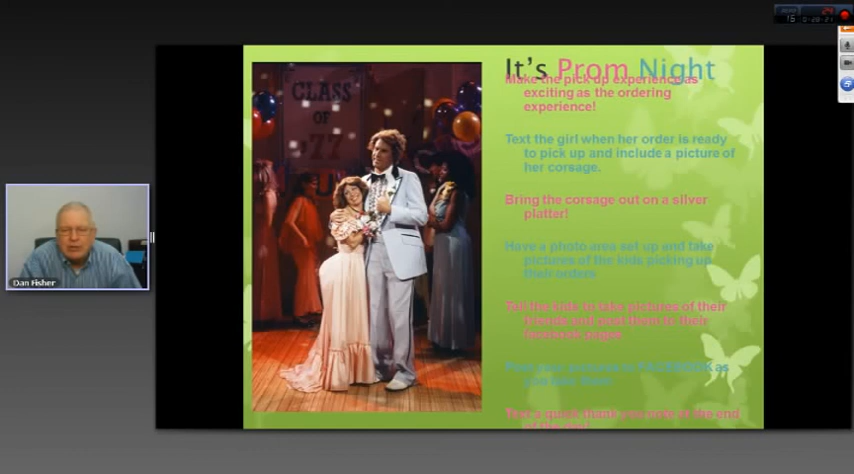 It's Prom Night
Make the pick up experience as
exciting as the ordering
experience!
Text the girl when her order is ready
to pick up and include a picture of
her corsage.
Bring the corsage out on a silver
platter!
Have a photo area set up and take
pictures of the kids picking up
their orders
Tell the kids to take pictures of their
friends and post them to their
Post your pictures to FACEBOOK as
you take them
Text a quick thank you note at the end
of the day!
CLASS
OF
'77
Dan Fisher